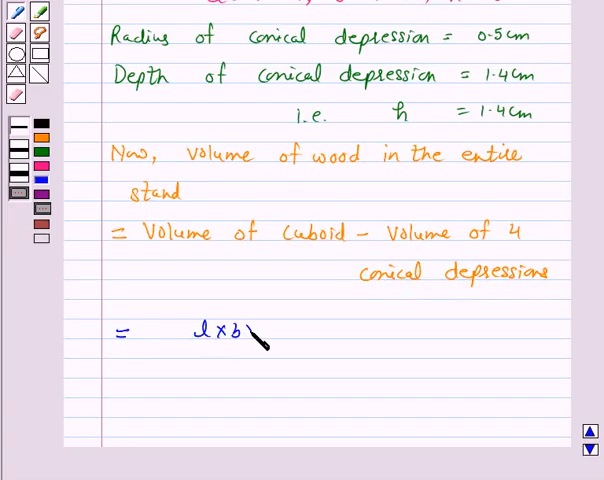 Radius of conical depression = 0.5cm
Depth of conical depression = 1.4cm
i.e. h = 1.4cm
Now, volume of wood in the entire
stand
= Volume of cuboid - Volume of 4
conical depressions
= l × b